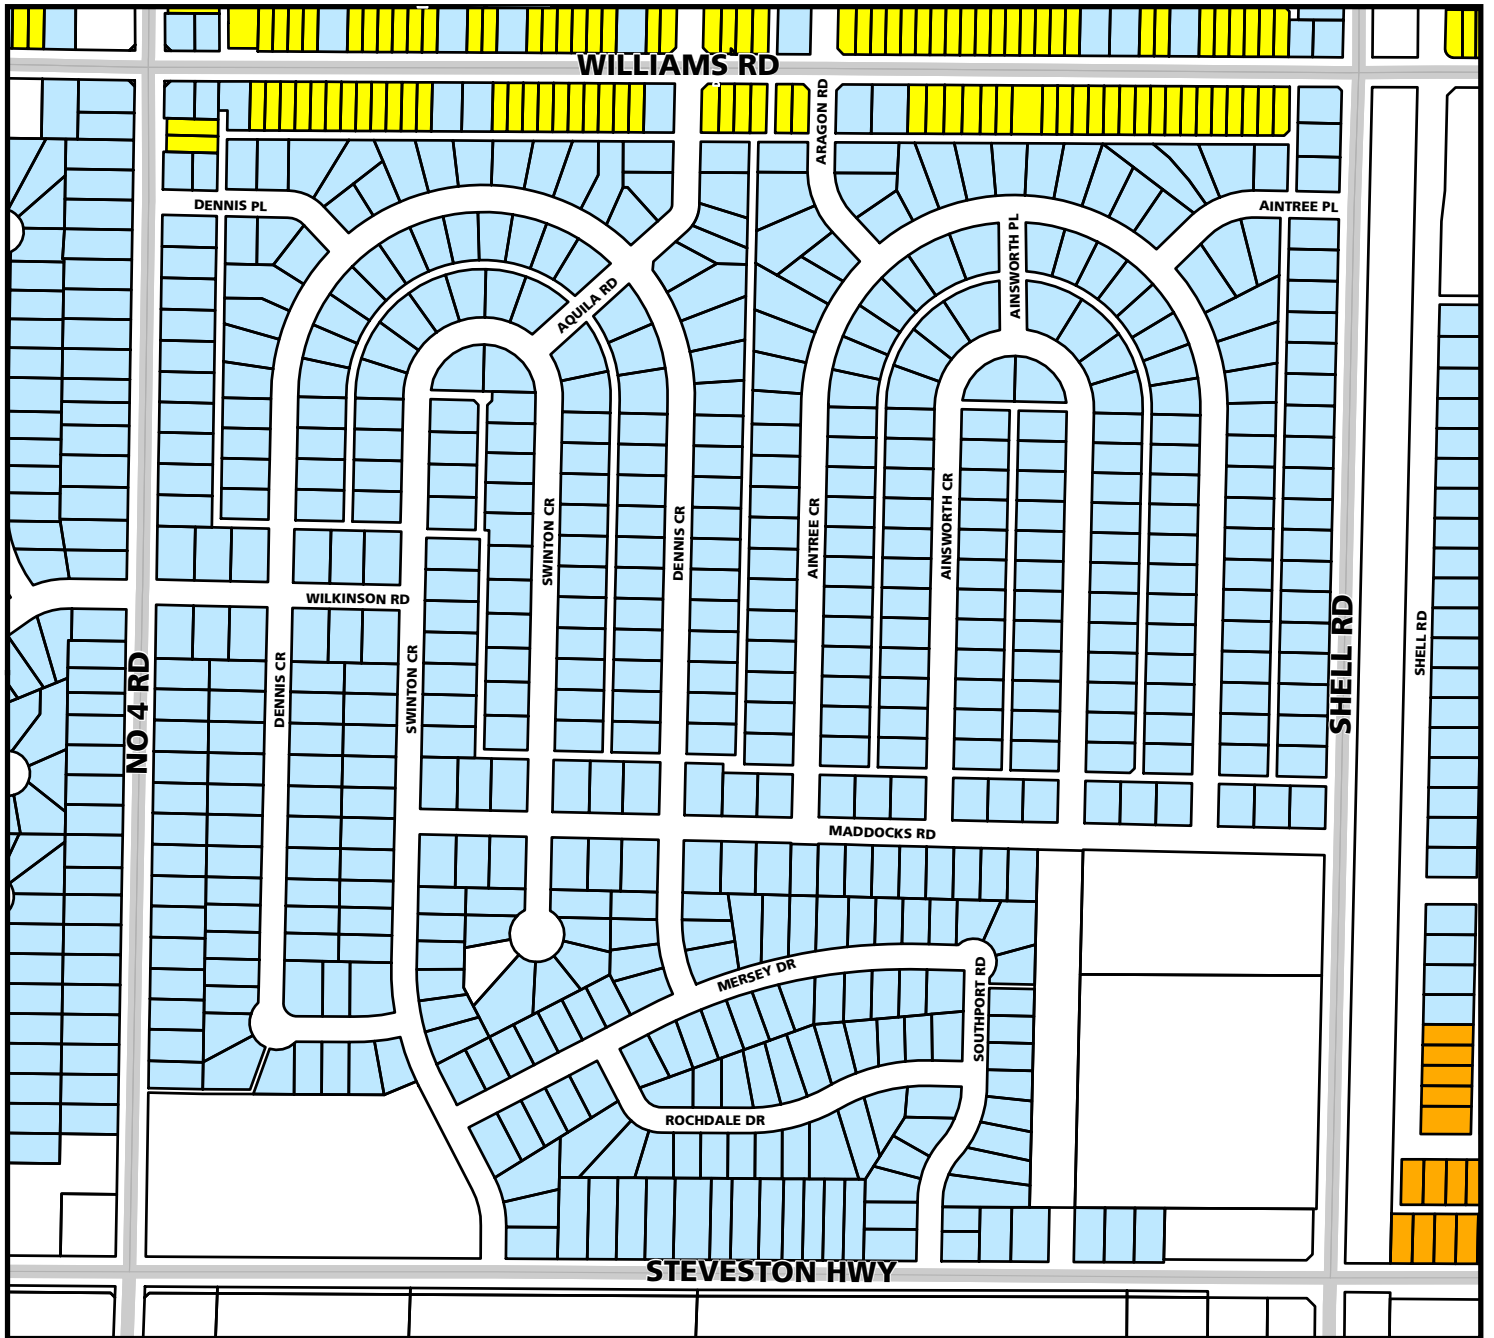 WILLIAMS RD
ARAGON RD
DENNIS PL
AINTREE PL
AINSWORTH PL
AQUILA RD
SWINTON CR
DENNIS CR
AINTREE CR
AINSWORTH CR
WILKINSON RD
NO 4 RD
DENNIS CR
SWINTON CR
SHELL RD
SHELL RD
MADDOCKS RD
MERSEY DR
SOUTHPORT RD
ROCHDALE DR
STEVESTON HWY